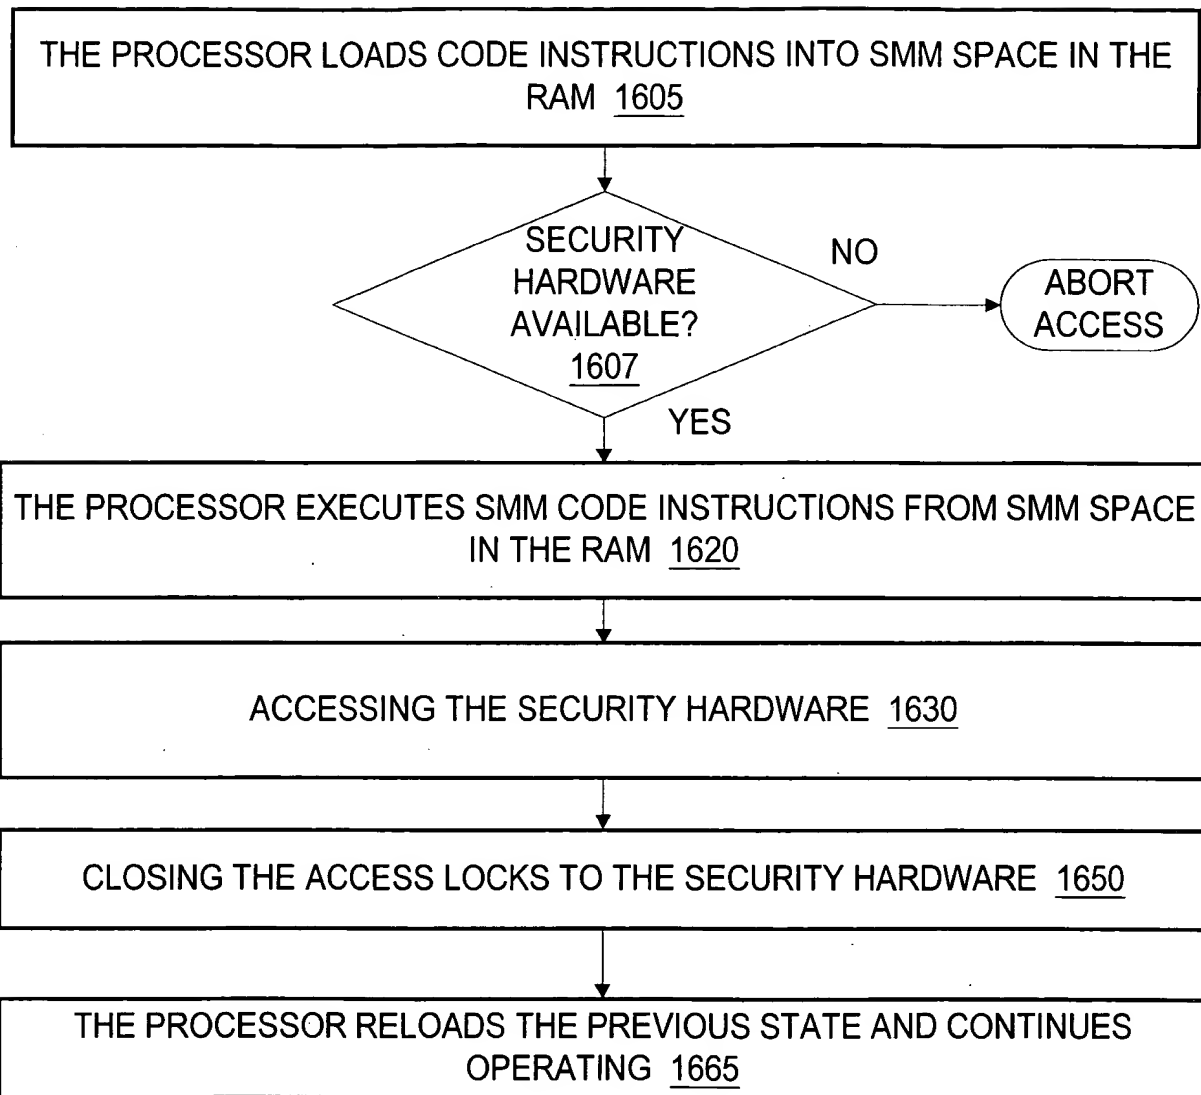 THE PROCESSOR LOADS CODE INSTRUCTIONS INTO SMM SPACE IN THE
RAM 1605
SECURITY
HARDWARE
AVAILABLE?
1607
NO
ABORT
ACCESS
YES
THE PROCESSOR EXECUTES SMM CODE INSTRUCTIONS FROM SMM SPACE
IN THE RAM 1620
ACCESSING THE SECURITY HARDWARE 1630
CLOSING THE ACCESS LOCKS TO THE SECURITY HARDWARE 1650
THE PROCESSOR RELOADS THE PREVIOUS STATE AND CONTINUES
OPERATING 1665